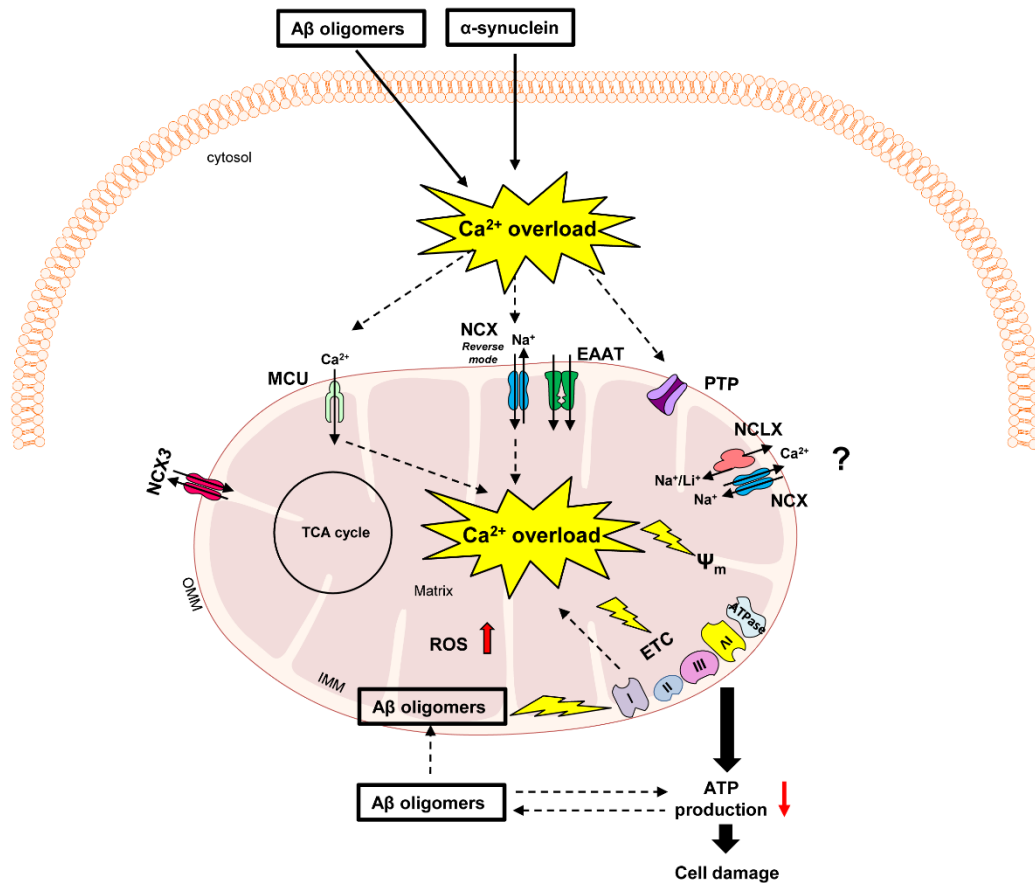 Aβ oligomers
α-synuclein
cytosol
Ca²⁺ overload
NCX
Reverse
mode
Na⁺
EAAT
Ca²⁺
MCU
PTP
NCLX
Ca²⁺
?
Na⁺/Li⁺
Na⁺
NCX
NCX3
TCA cycle
Ca²⁺ overload
Ψm
Matrix
OMM
ROS
ETC
ATPase
IV
III
II
I
IMM
Aβ oligomers
Aβ oligomers
ATP
production
Cell damage